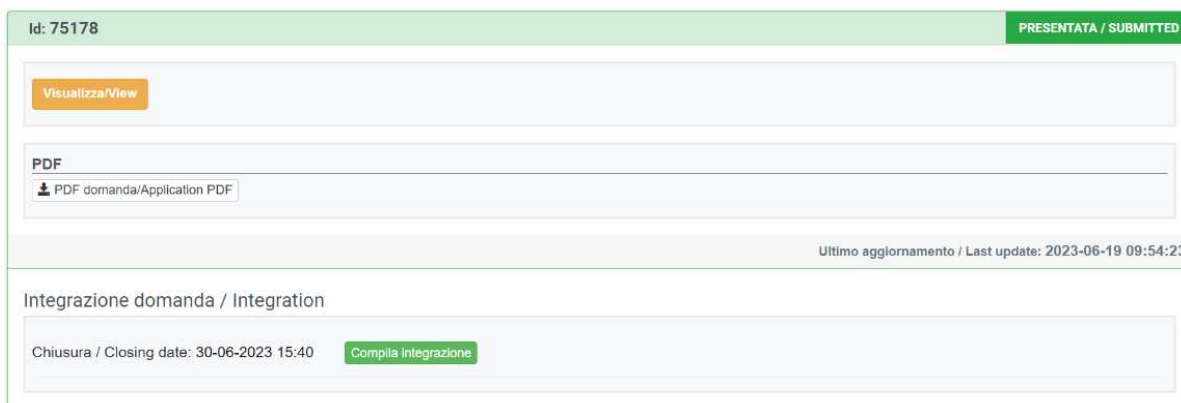 Id: 75178
PRESENTATA / SUBMITTED
Visualizza/View
PDF
PDF domanda/Application PDF
Ultimo aggiornamento / Last update: 2023-06-19 09:54:23
Integrazione domanda / Integration
Chiusura / Closing date: 30-06-2023 15:40
Compila integrazione